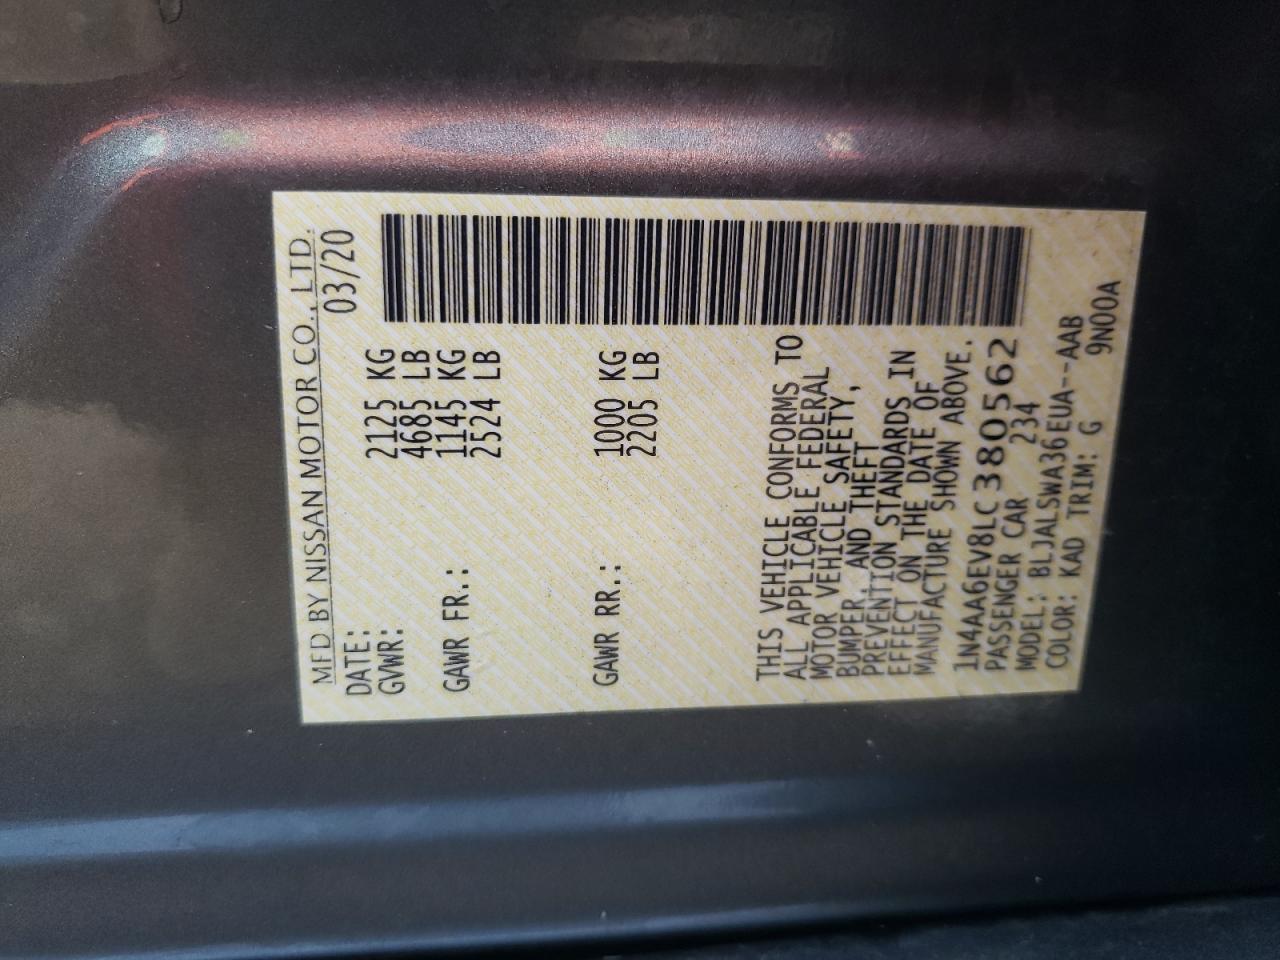 MFD BY NISSAN MOTOR CO., LTD.
DATE: 03/20
GVWR: 2125 KG
4685 LB
GAWR FR.: 1145 KG
2524 LB
GAWR RR.: 1000 KG
2205 LB
THIS VEHICLE CONFORMS TO
ALL APPLICABLE FEDERAL
MOTOR VEHICLE SAFETY,
BUMPER, AND THEFT
PREVENTION STANDARDS IN
EFFECT ON THE DATE OF
MANUFACTURE SHOWN ABOVE.
1N4AA6EV8LC380562
PASSENGER CAR 234
MODEL: BLJALSWA36EUA--AAB
COLOR: KAD TRIM: G 9N00A